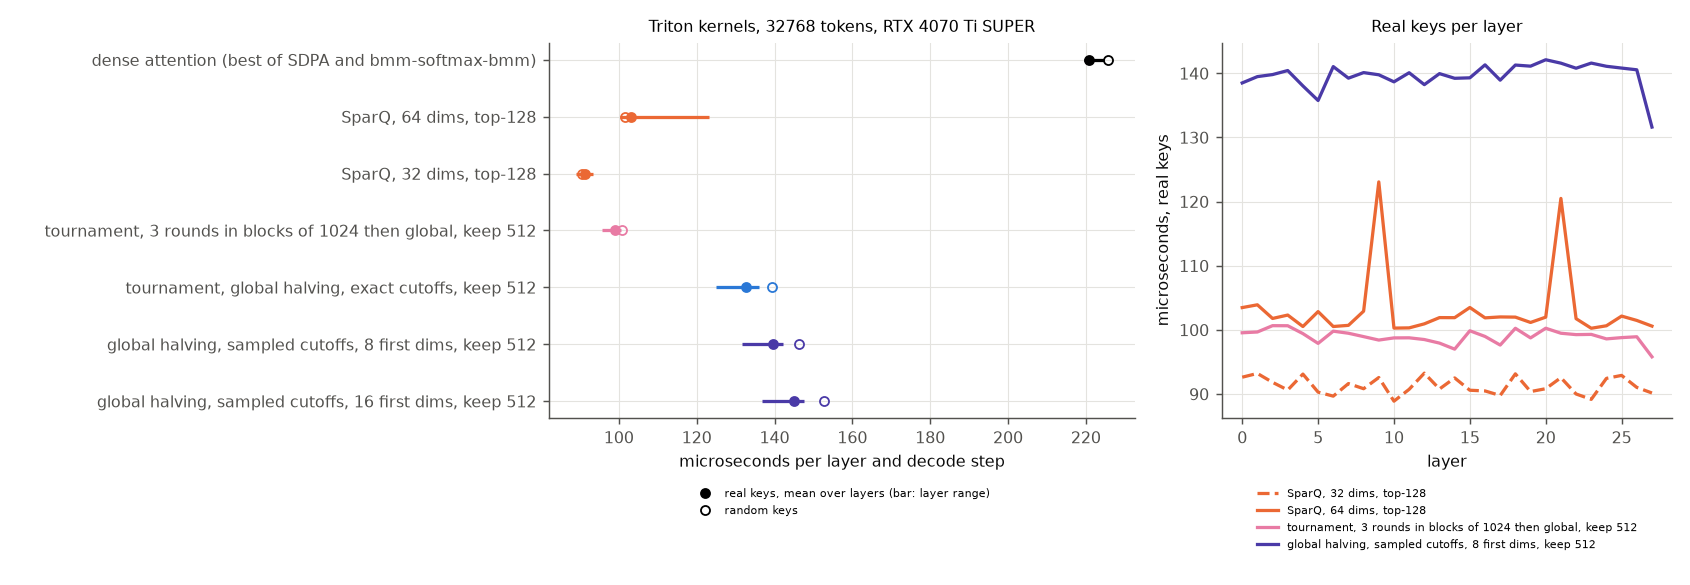 Triton kernels, 32768 tokens, RTX 4070 Ti SUPER
dense attention (best of SDPA and bmm-softmax-bmm)
SparQ, 64 dims, top-128
SparQ, 32 dims, top-128
tournament, 3 rounds in blocks of 1024 then global, keep 512
tournament, global halving, exact cutoffs, keep 512
global halving, sampled cutoffs, 8 first dims, keep 512
global halving, sampled cutoffs, 16 first dims, keep 512
100 120 140 160 180 200 220
microseconds per layer and decode step
real keys, mean over layers (bar: layer range)
random keys
Real keys per layer
microseconds, real keys
140
130
120
110
100
90
0 5 10 15 20 25
layer
SparQ, 32 dims, top-128
SparQ, 64 dims, top-128
tournament, 3 rounds in blocks of 1024 then global, keep 512
global halving, sampled cutoffs, 8 first dims, keep 512